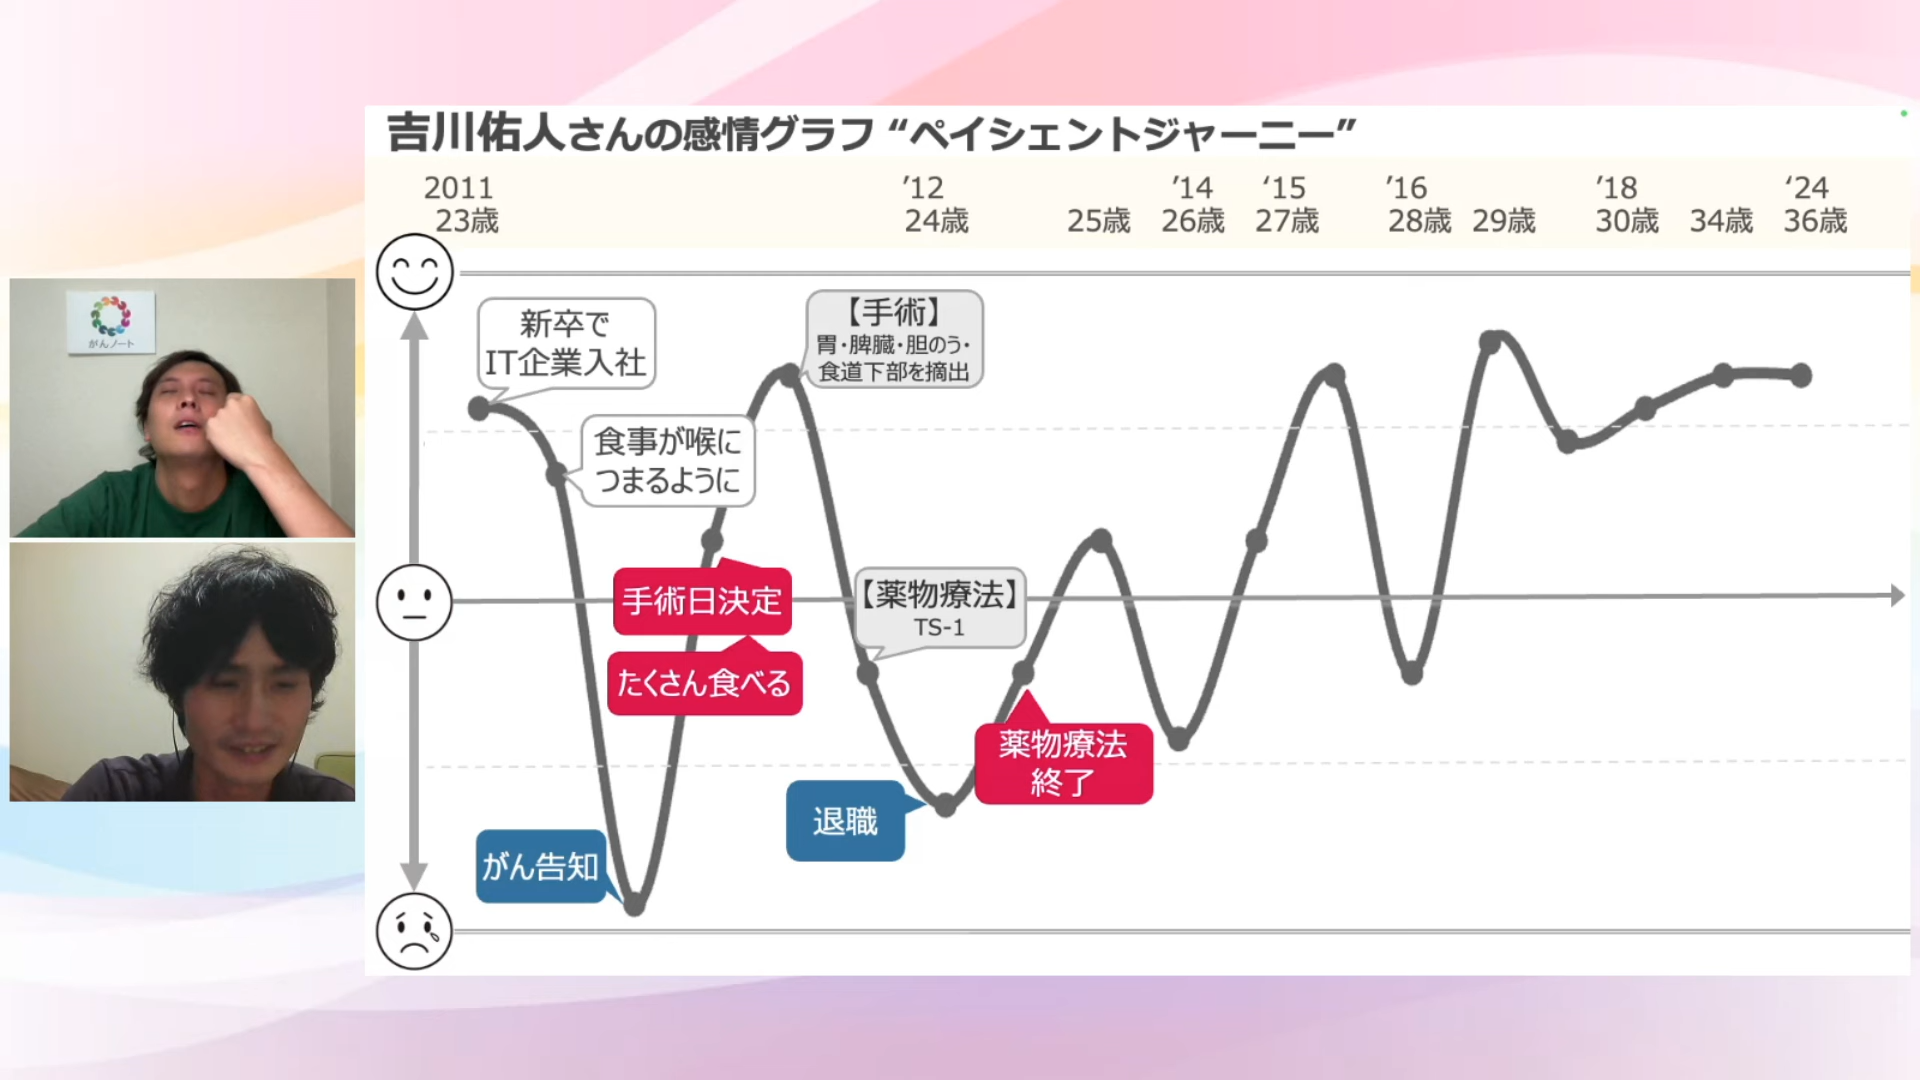 吉川佑人さんの感情グラフ “ペイシェントジャーニー”
2011 ’12 ’14 ‘15 ’16 ’18 ‘24
23歳 24歳 25歳 26歳 27歳 28歳 29歳 30歳 34歳 36歳
がんノート
新卒で
IT企業入社
【手術】
胃・脾臓・胆のう・
食道下部を摘出
食事が喉に
つまるように
手術日決定
たくさん食べる
【薬物療法】
TS-1
薬物療法
終了
退職
がん告知